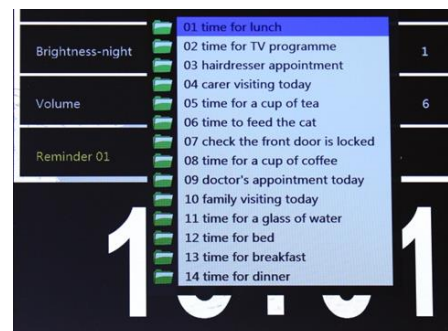 01 time for lunch
02 time for TV programme
03 hairdresser appointment
04 carer visiting today
05 time for a cup of tea
06 time to feed the cat
07 check the front door is locked
08 time for a cup of coffee
09 doctor's appointment today
10 family visiting today
11 time for a glass of water
12 time for bed
13 time for breakfast
14 time for dinner
Brightness-night 1
Volume 6
Reminder 01